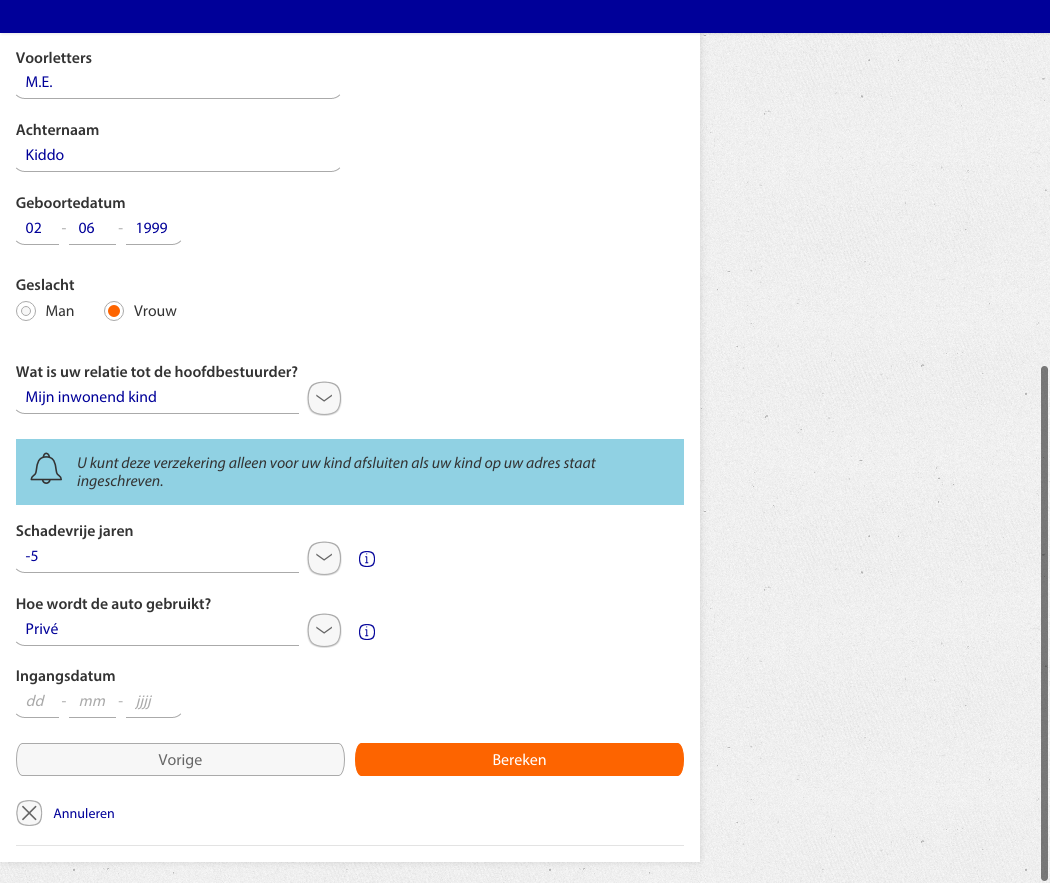 Voorletters
M.E.
Achternaam
Kiddo
Geboortedatum
02 - 06 - 1999
Geslacht
Man Vrouw
Wat is uw relatie tot de hoofdbestuurder?
Mijn inwonend kind
U kunt deze verzekering alleen voor uw kind afsluiten als uw kind op uw adres staat
ingeschreven.
Schadevrije jaren
-5
i
Hoe wordt de auto gebruikt?
Privé
i
Ingangsdatum
dd - mm - jjjj
Vorige Bereken
Annuleren